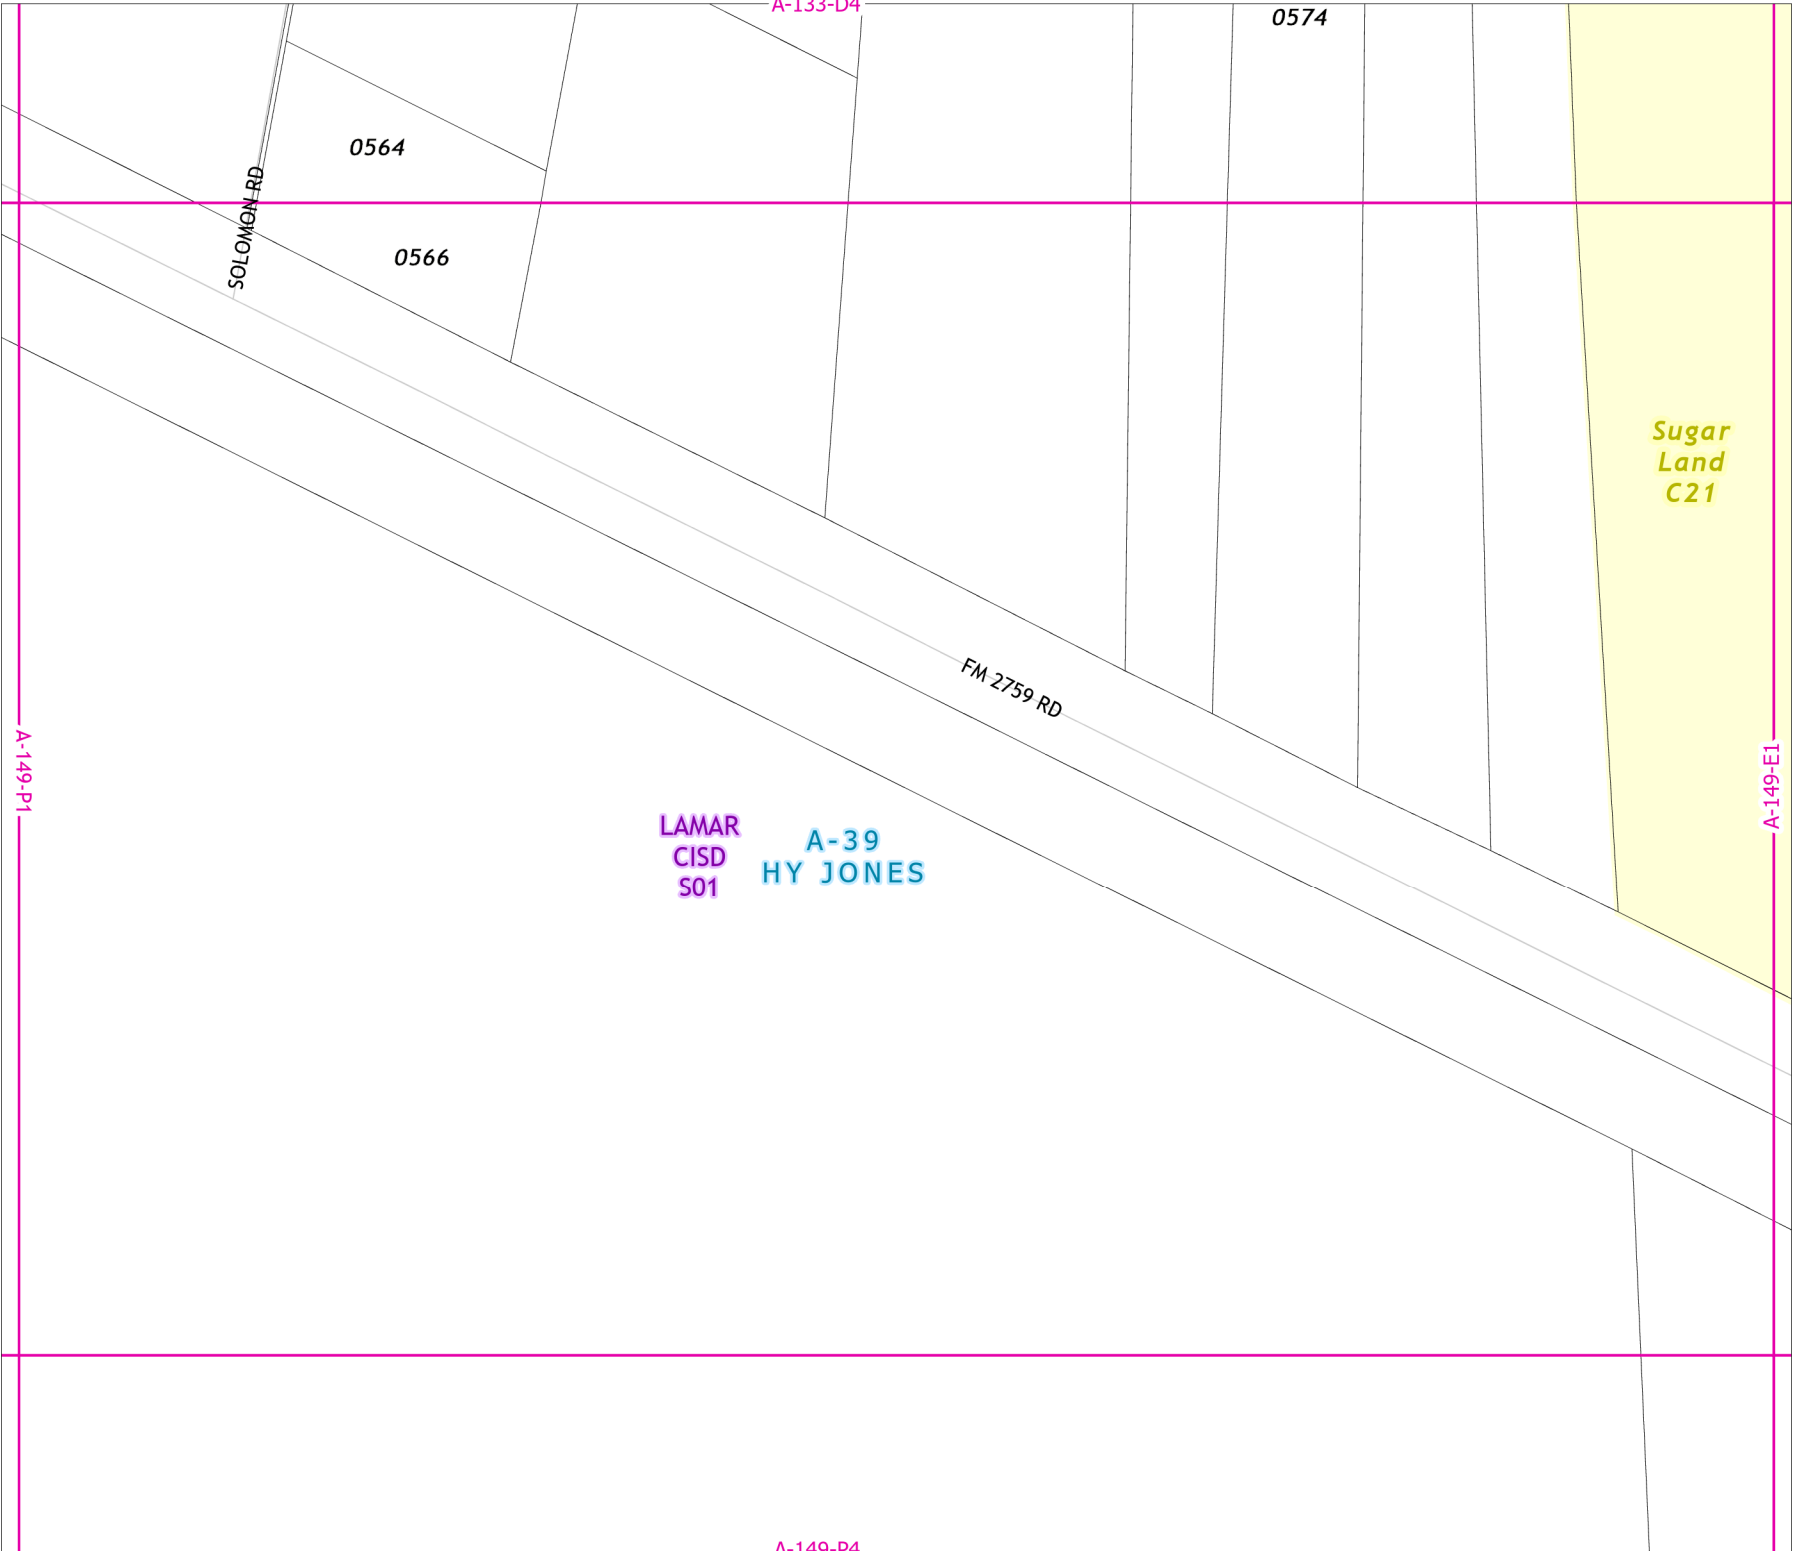 A-133-D4
0574
0564
SOLOMON RD
0566
Sugar
Land
C21
FM 2759 RD
A-149-P1
A-149-E1
LAMAR
CISD
S01
A-39
HY JONES
A-149-P4